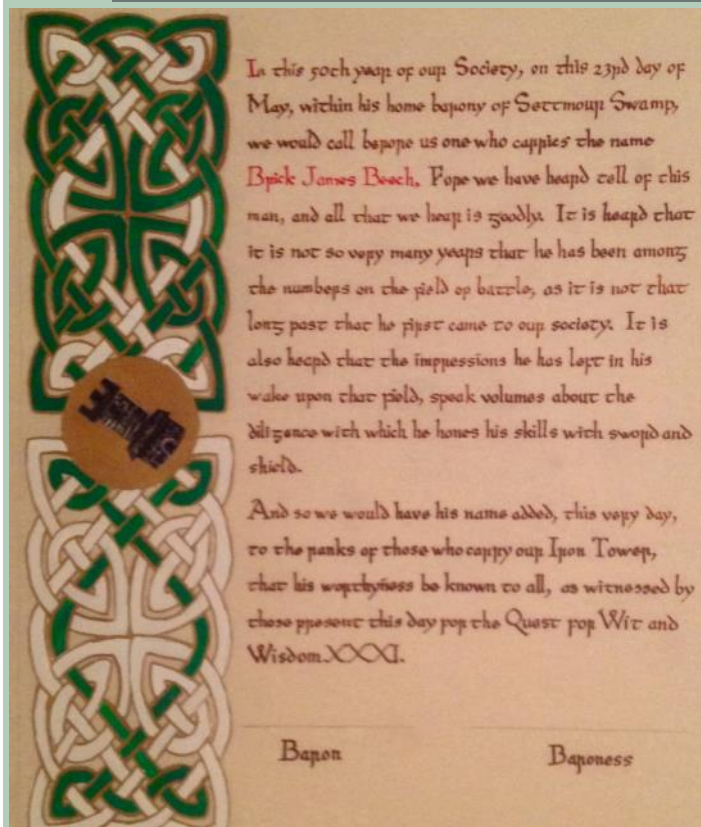 In this 50th year of our Society, on this 23rd day of
May, within his home barony of Settmour Swamp,
we would call before us one who carries the name
Brick James Beech. Fore we have heard tell of this
man, and all that we hear is goodly. It is heard that
it is not so very many years that he has been among
the numbers on the field of battle, as it is not that
long past that he first came to our society. It is
also heard that the impressions he has left in his
wake upon that field, speak volumes about the
diligence with which he hones his skills with sword and
shield.
And so we would have his name added, this very day,
to the ranks of those who carry our Iron Tower,
that his worthyness be known to all, as witnessed by
those present this day for the Quest for Wit and
Wisdom XXXI.
Baron
Baroness